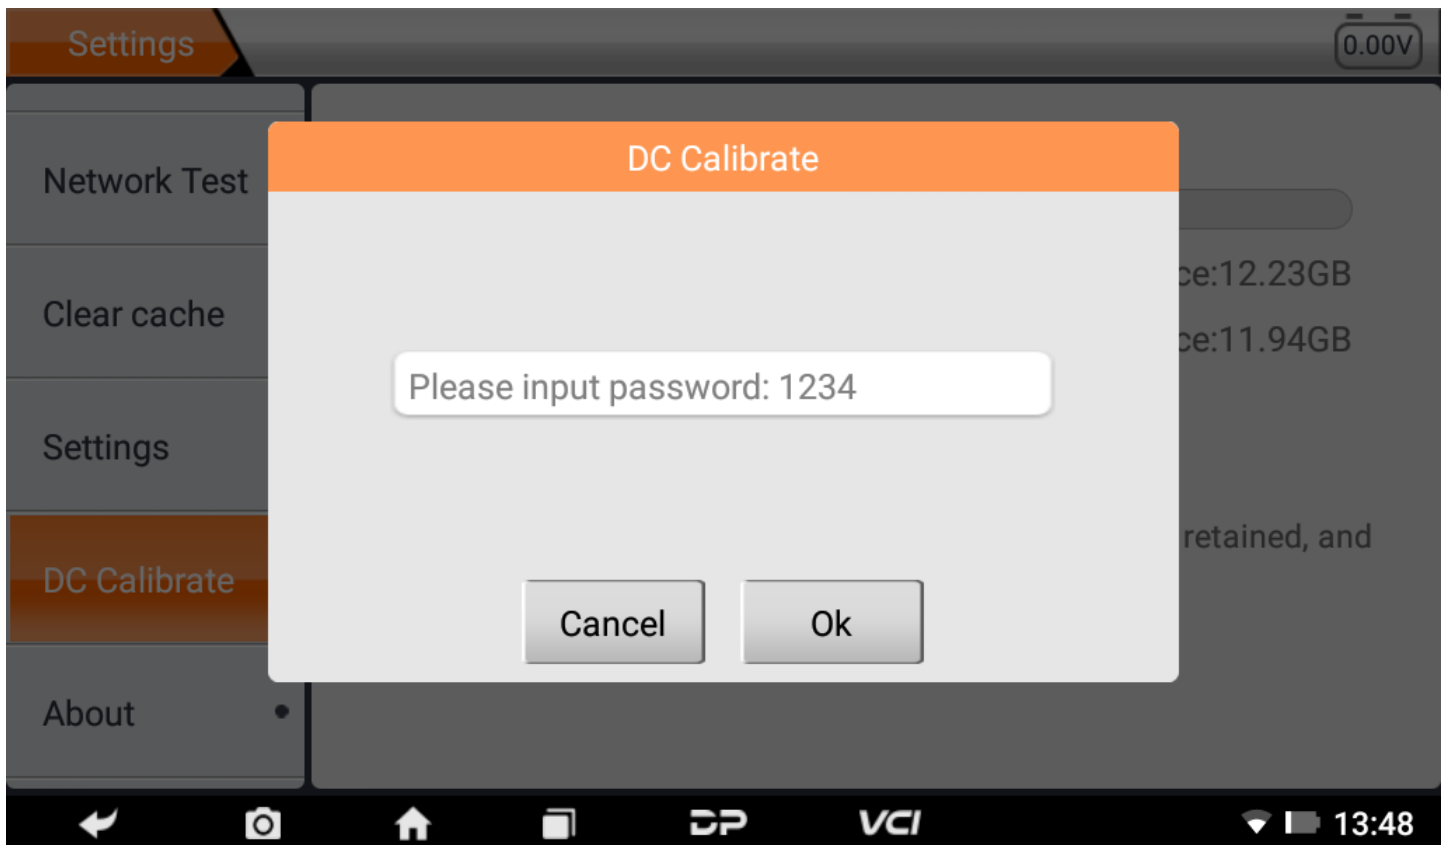 Settings
0.00V
DC Calibrate
Network Test
ce:12.23GB
Clear cache
ce:11.94GB
Please input password: 1234
Settings
retained, and
DC Calibrate
Cancel
Ok
About
DP
VCI
13:48